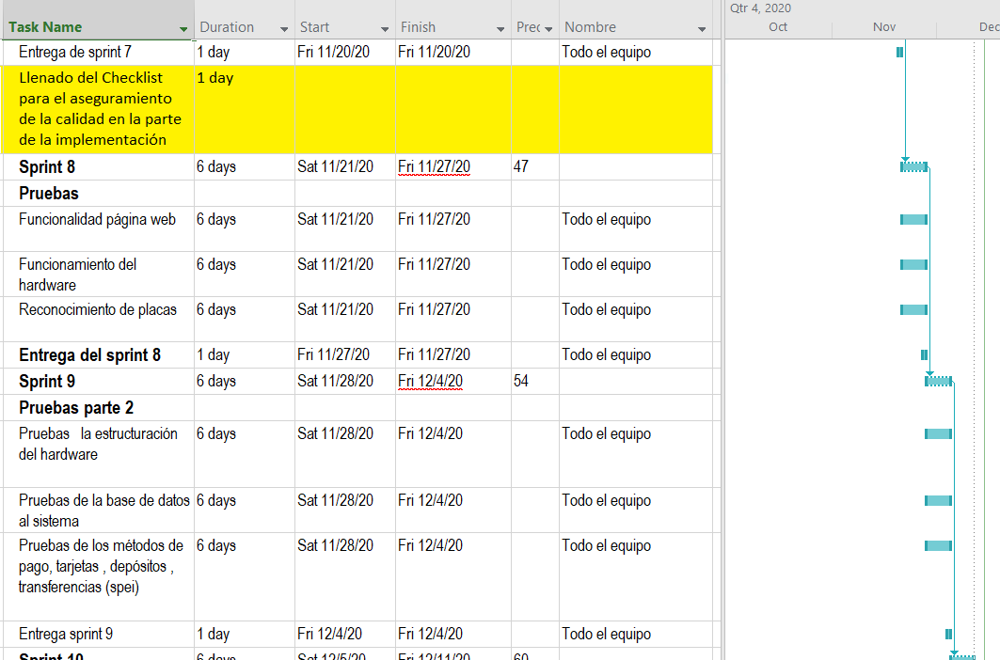 Qtr 4, 2020
Task Name Duration Start Finish Prec Nombre Oct Nov Dec
Entrega de sprint 7 1 day Fri 11/20/20 Fri 11/20/20 Todo el equipo
Llenado del Checklist 1 day
para el aseguramiento
de la calidad en la parte
de la implementación
Sprint 8 6 days Sat 11/21/20 Fri 11/27/20 47
Pruebas
Funcionalidad página web 6 days Sat 11/21/20 Fri 11/27/20 Todo el equipo
Funcionamiento del 6 days Sat 11/21/20 Fri 11/27/20 Todo el equipo
hardware
Reconocimiento de placas 6 days Sat 11/21/20 Fri 11/27/20 Todo el equipo
Entrega del sprint 8 1 day Fri 11/27/20 Fri 11/27/20 Todo el equipo
Sprint 9 6 days Sat 11/28/20 Fri 12/4/20 54
Pruebas parte 2
Pruebas la estructuración 6 days Sat 11/28/20 Fri 12/4/20 Todo el equipo
del hardware
Pruebas de la base de datos 6 days Sat 11/28/20 Fri 12/4/20 Todo el equipo
al sistema
Pruebas de los métodos de 6 days Sat 11/28/20 Fri 12/4/20 Todo el equipo
pago, tarjetas , depósitos ,
transferencias (spei)
Entrega sprint 9 1 day Fri 12/4/20 Fri 12/4/20 Todo el equipo
Sprint 10 6 days Sat 12/5/20 Fri 12/11/20 60